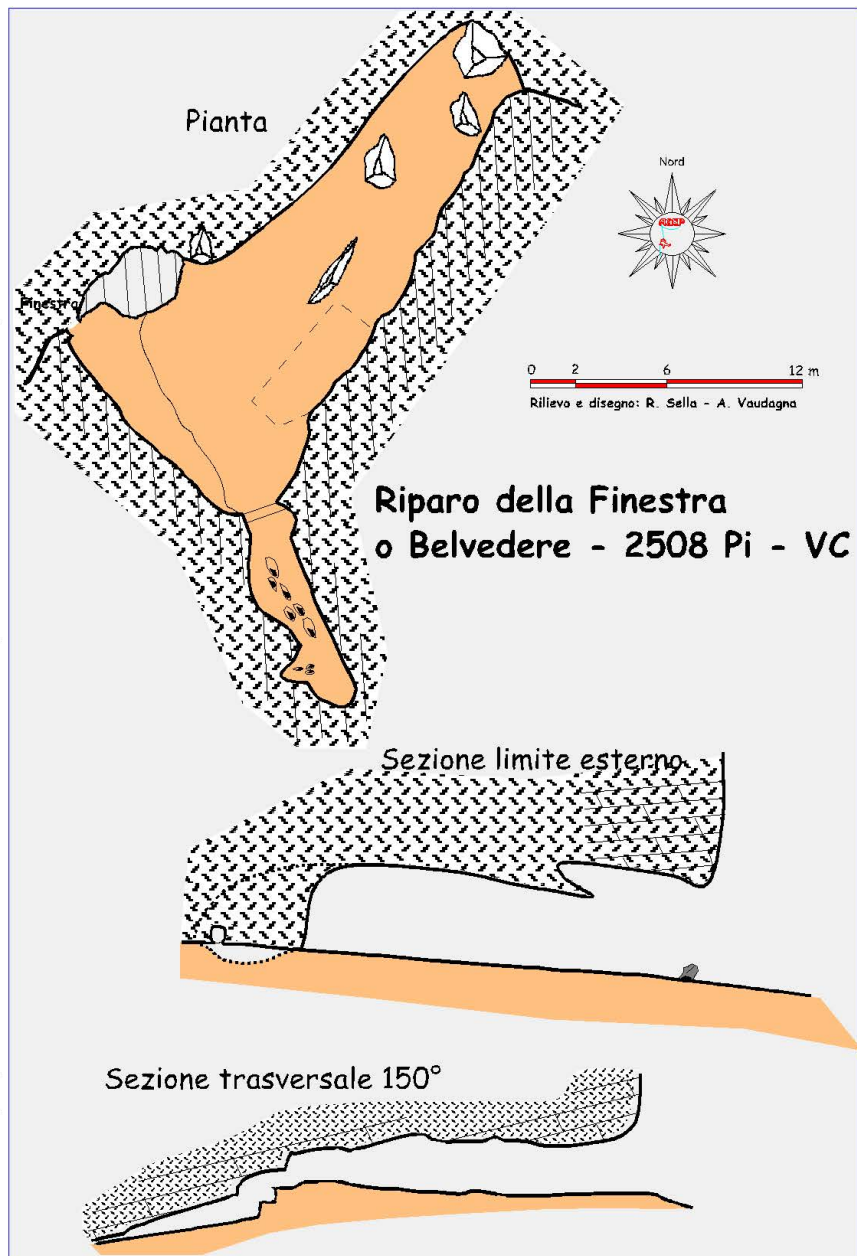 Pianta
Nord
Finestra
0 2 6 12 m
Rilievo e disegno: R. Sella - A. Vaudagna
Riparo della Finestra
o Belvedere - 2508 Pi - VC
Sezione limite esterno
Sezione trasversale 150°